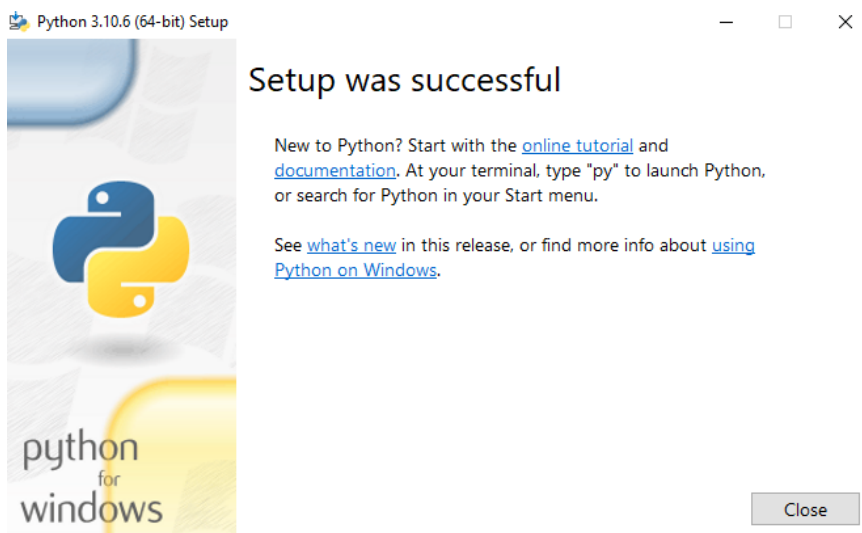 Python 3.10.6 (64-bit) Setup
Setup was successful
New to Python? Start with the online tutorial and
documentation. At your terminal, type "py" to launch Python,
or search for Python in your Start menu.
See what's new in this release, or find more info about using
Python on Windows.
python
for
windows
Close